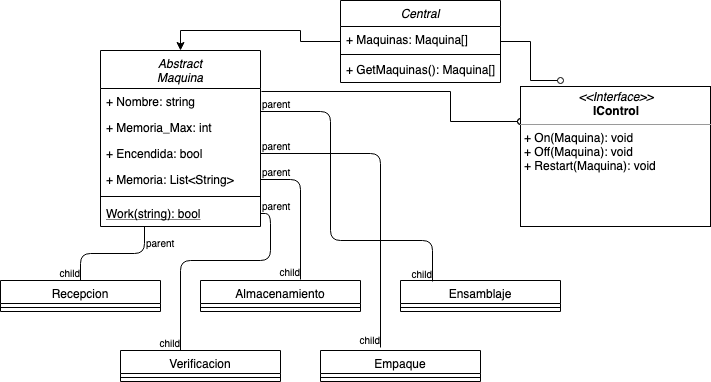 Central
+ Maquinas: Maquina[]
+ GetMaquinas(): Maquina[]
Abstract
Maquina
+ Nombre: string
+ Memoria_Max: int
+ Encendida: bool
+ Memoria: List<String>
Work(string): bool
<<Interface>>
IControl
+ On(Maquina): void
+ Off(Maquina): void
+ Restart(Maquina): void
parent
parent
parent
parent
parent
child
child
child
Recepcion
Almacenamiento
Ensamblaje
child
child
Verificacion
Empaque